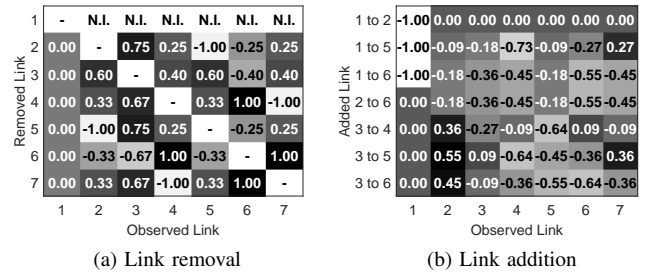 1 - N.I. N.I. N.I. N.I. N.I. N.I.
2 0.00 - 0.75 0.25 -1.00 -0.25 0.25
3 0.00 0.60 - 0.40 0.60 -0.40 0.40
4 0.00 0.33 0.67 - 0.33 1.00 -1.00
5 0.00 -1.00 0.75 0.25 - -0.25 0.25
6 0.00 -0.33 -0.67 1.00 -0.33 - 1.00
7 0.00 0.33 0.67 -1.00 0.33 1.00 -
1 2 3 4 5 6 7
Removed Link
Observed Link
(a) Link removal
1 to 2 -1.00 0.00 0.00 0.00 0.00 0.00 0.00
1 to 5 -1.00 -0.09 -0.18 -0.73 -0.09 -0.27 0.27
1 to 6 -1.00 -0.18 -0.36 -0.45 -0.18 -0.55 -0.45
2 to 6 0.00 -0.18 -0.36 -0.45 -0.18 -0.55 -0.45
3 to 4 0.00 0.36 -0.27 -0.09 -0.64 0.09 -0.09
3 to 5 0.00 0.55 0.09 -0.64 -0.45 -0.36 0.36
3 to 6 0.00 0.45 -0.09 -0.36 -0.55 -0.64 -0.36
1 2 3 4 5 6 7
Added Link
Observed Link
(b) Link addition